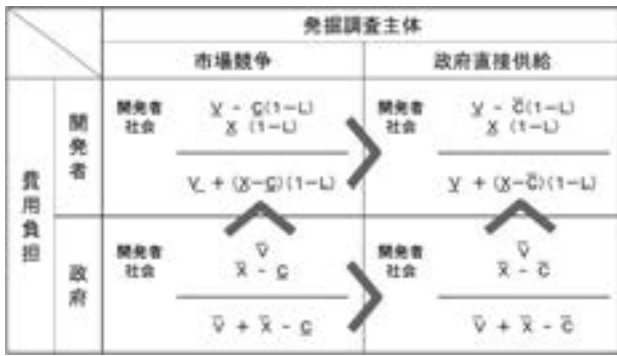 発掘調査主体
市場競争 政府直接供給
費用負担
開発者
開発者 V̲ - C̲(1-L)
社会 X̲ (1-L)
V̲ + (X̲-C̲)(1-L)
開発者 V̲ - C̅(1-L)
社会 X̲ (1-L)
V̲ + (X̲-C̅)(1-L)
政府
開発者 V̅
社会 X̅ - C̲
V̅ + X̅ - C̲
開発者 V̅
社会 X̅ - C̅
V̅ + X̅ - C̅